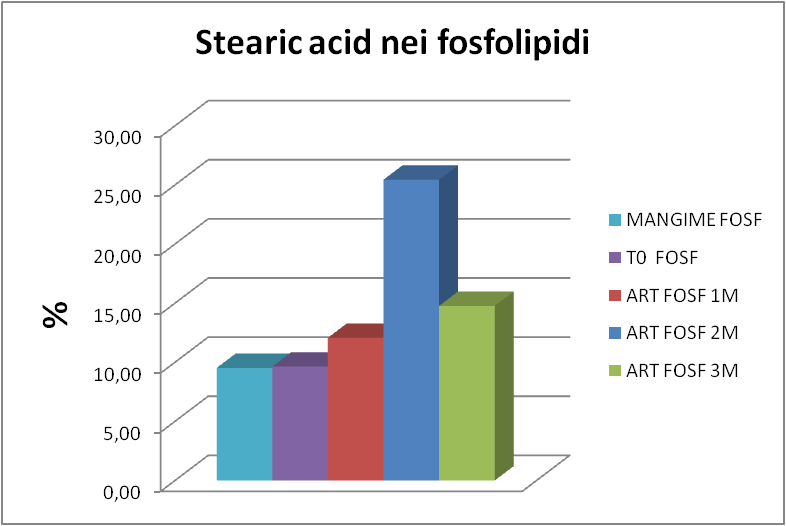 Stearic acid nei fosfolipidi
%
30,00
25,00
20,00
15,00
10,00
5,00
0,00
MANGIME FOSF
T0 FOSF
ART FOSF 1M
ART FOSF 2M
ART FOSF 3M